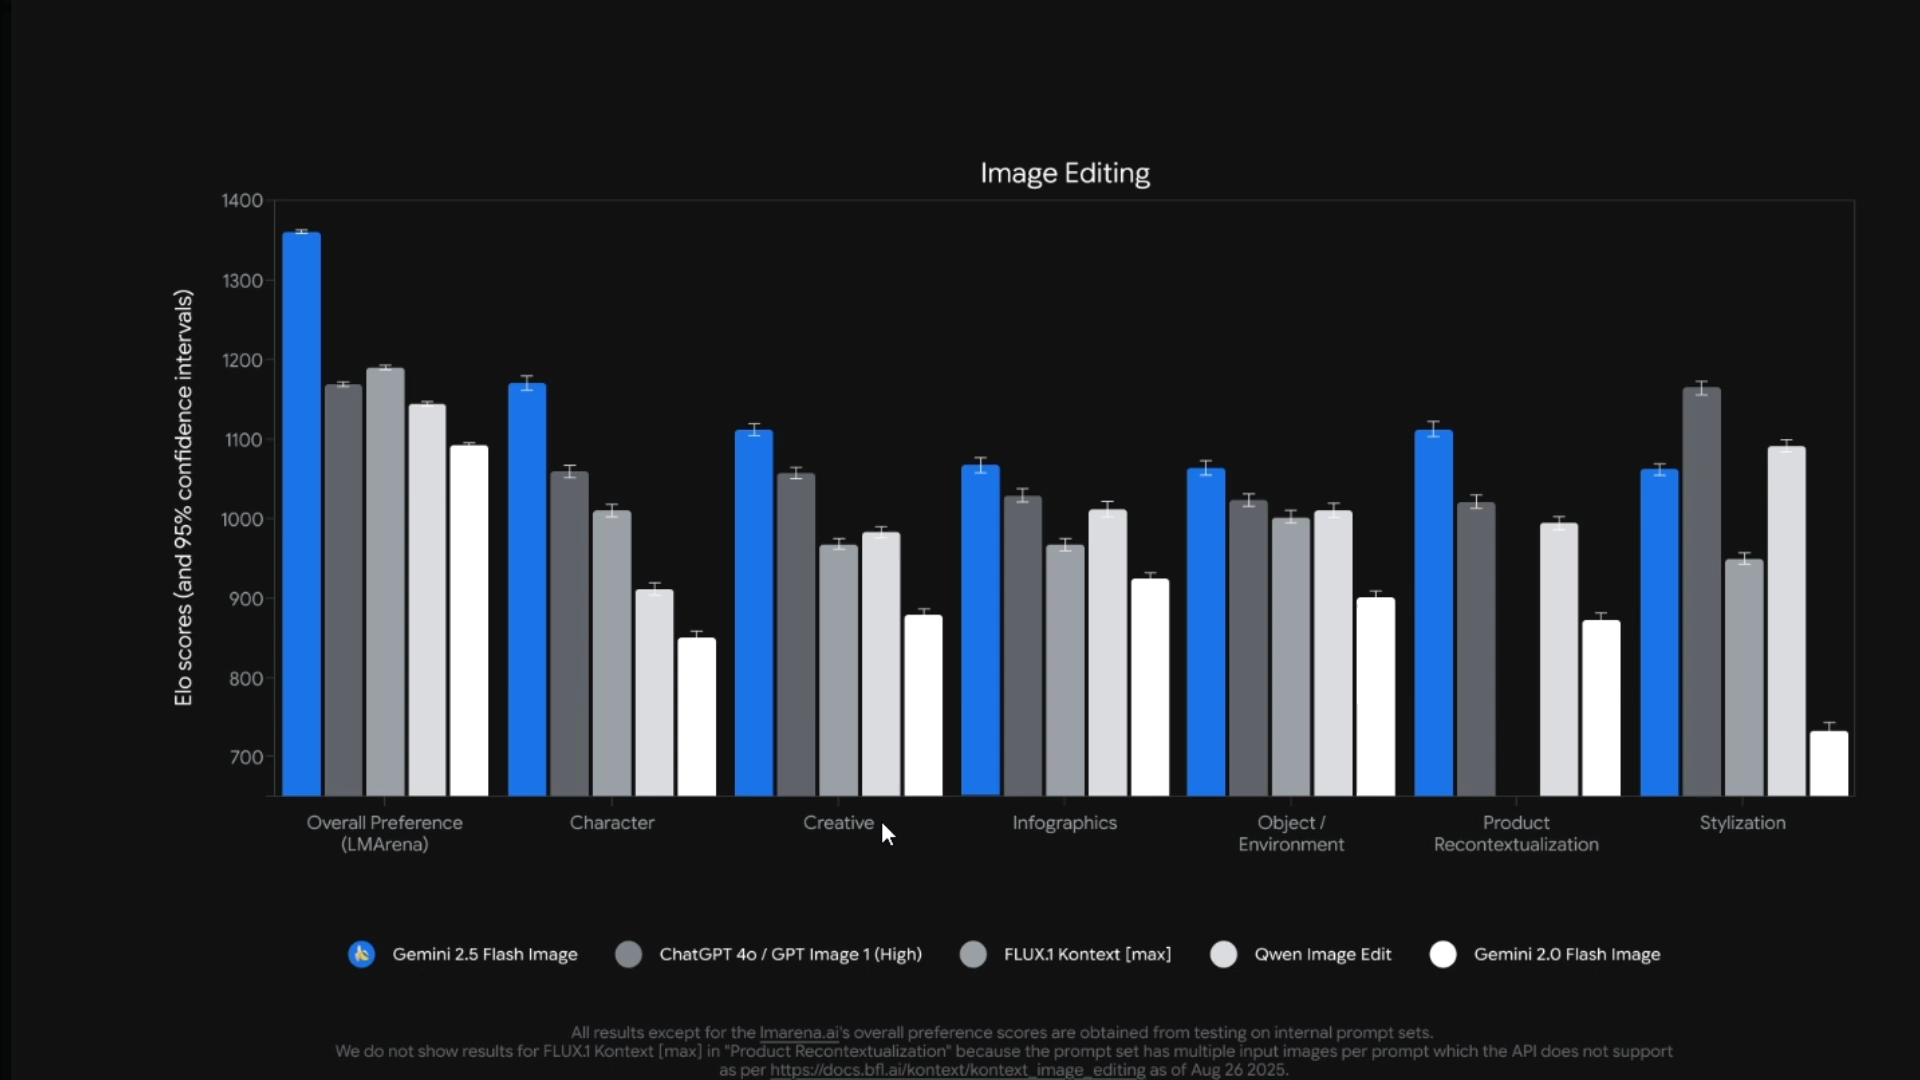 Image Editing
1400
1300
1200
1100
1000
900
800
700
Elo scores (and 95% confidence intervals)
Overall Preference
(LMArena)
Character
Creative
Infographics
Object /
Environment
Product
Recontextualization
Stylization
Gemini 2.5 Flash Image
ChatGPT 4o / GPT Image 1 (High)
FLUX.1 Kontext [max]
Qwen Image Edit
Gemini 2.0 Flash Image
All results except for the lmarena.ai's overall preference scores are obtained from testing on internal prompt sets.
We do not show results for FLUX.1 Kontext [max] in "Product Recontextualization" because the prompt set has multiple input images per prompt which the API does not support
as per https://docs.bfl.ai/kontext/kontext_image_editing as of Aug 26 2025.